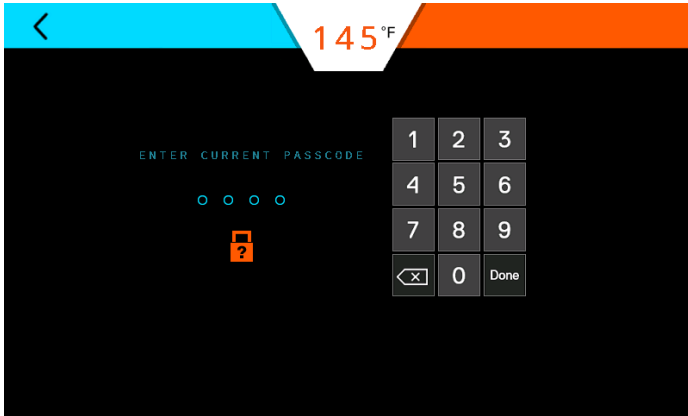 145°F
ENTER CURRENT PASSCODE
1 2 3
4 5 6
7 8 9
?
0 Done